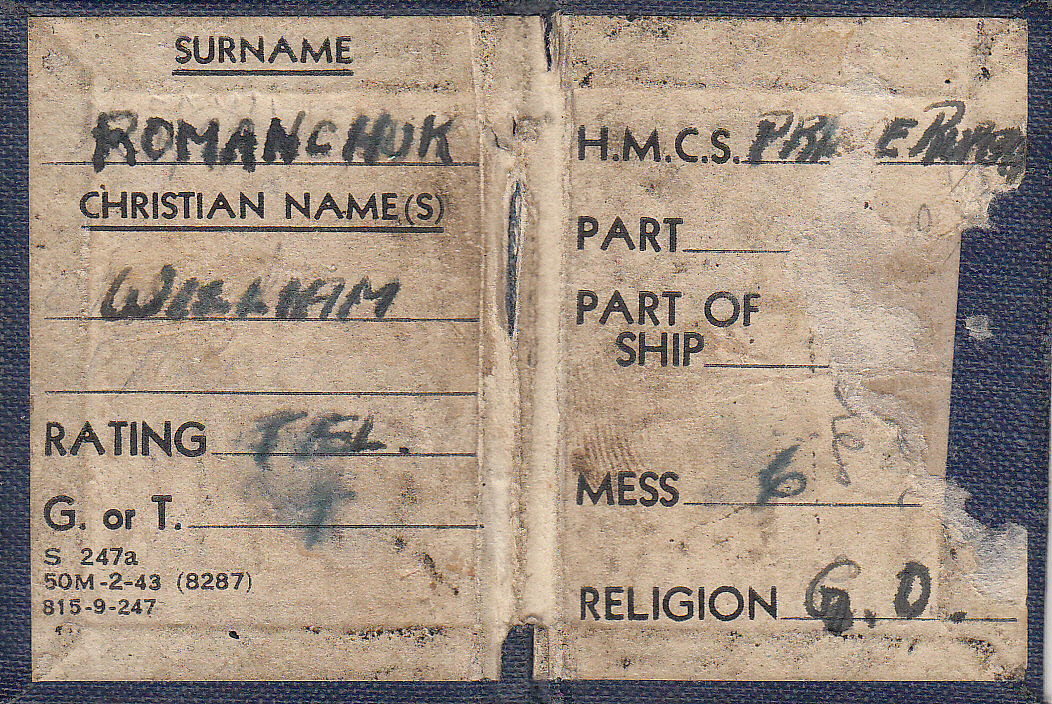 SURNAME
ROMANCHUK
CHRISTIAN NAME(S)
WILLIAM
RATING TEL.
G. or T. T
S 247a
50M-2-43 (8287)
815-9-247
H.M.C.S.
PART
PART OF
SHIP
MESS 6
RELIGION G.O.